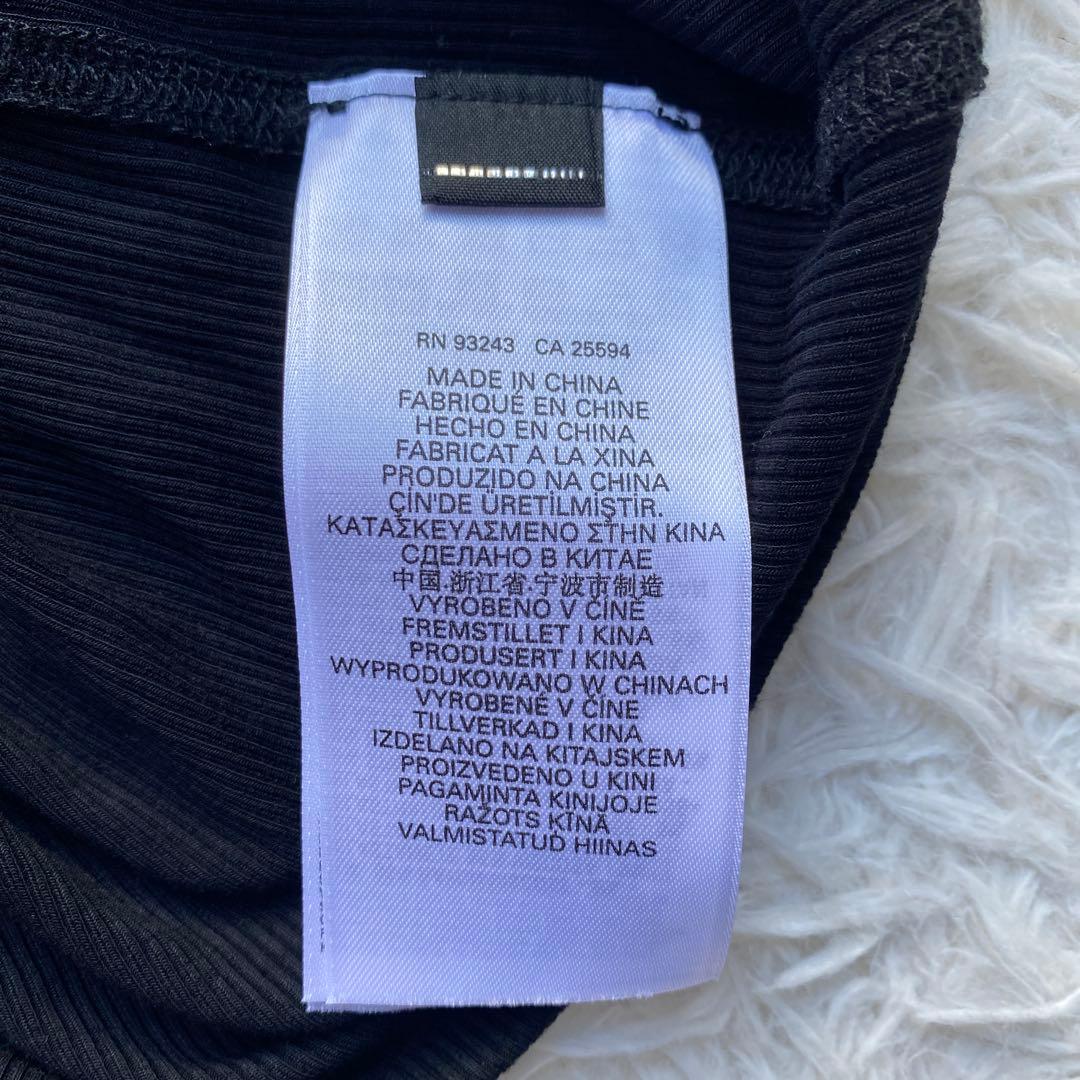 RN 93243 CA 25594
MADE IN CHINA
FABRIQUÉ EN CHINE
HECHO EN CHINA
FABRICAT A LA XINA
PRODUZIDO NA CHINA
ÇİN'DE ÜRETİLMİŞTİR.
ΚΑΤΑΣΚΕΥΑΣΜΕΝΟ ΣΤΗΝ ΚΙΝΑ
СДЕЛАНО В КИТАЕ
中国.浙江省.宁波市制造
VYROBENO V ČÍNĚ
FREMSTILLET I KINA
PRODUSERT I KINA
WYPRODUKOWANO W CHINACH
VYROBENÉ V ČÍNE
TILLVERKAD I KINA
IZDELANO NA KITAJSKEM
PROIZVEDENO U KINI
PAGAMINTA KINIJOJE
RAŽOTS ĶĪNĀ
VALMISTATUD HIINAS